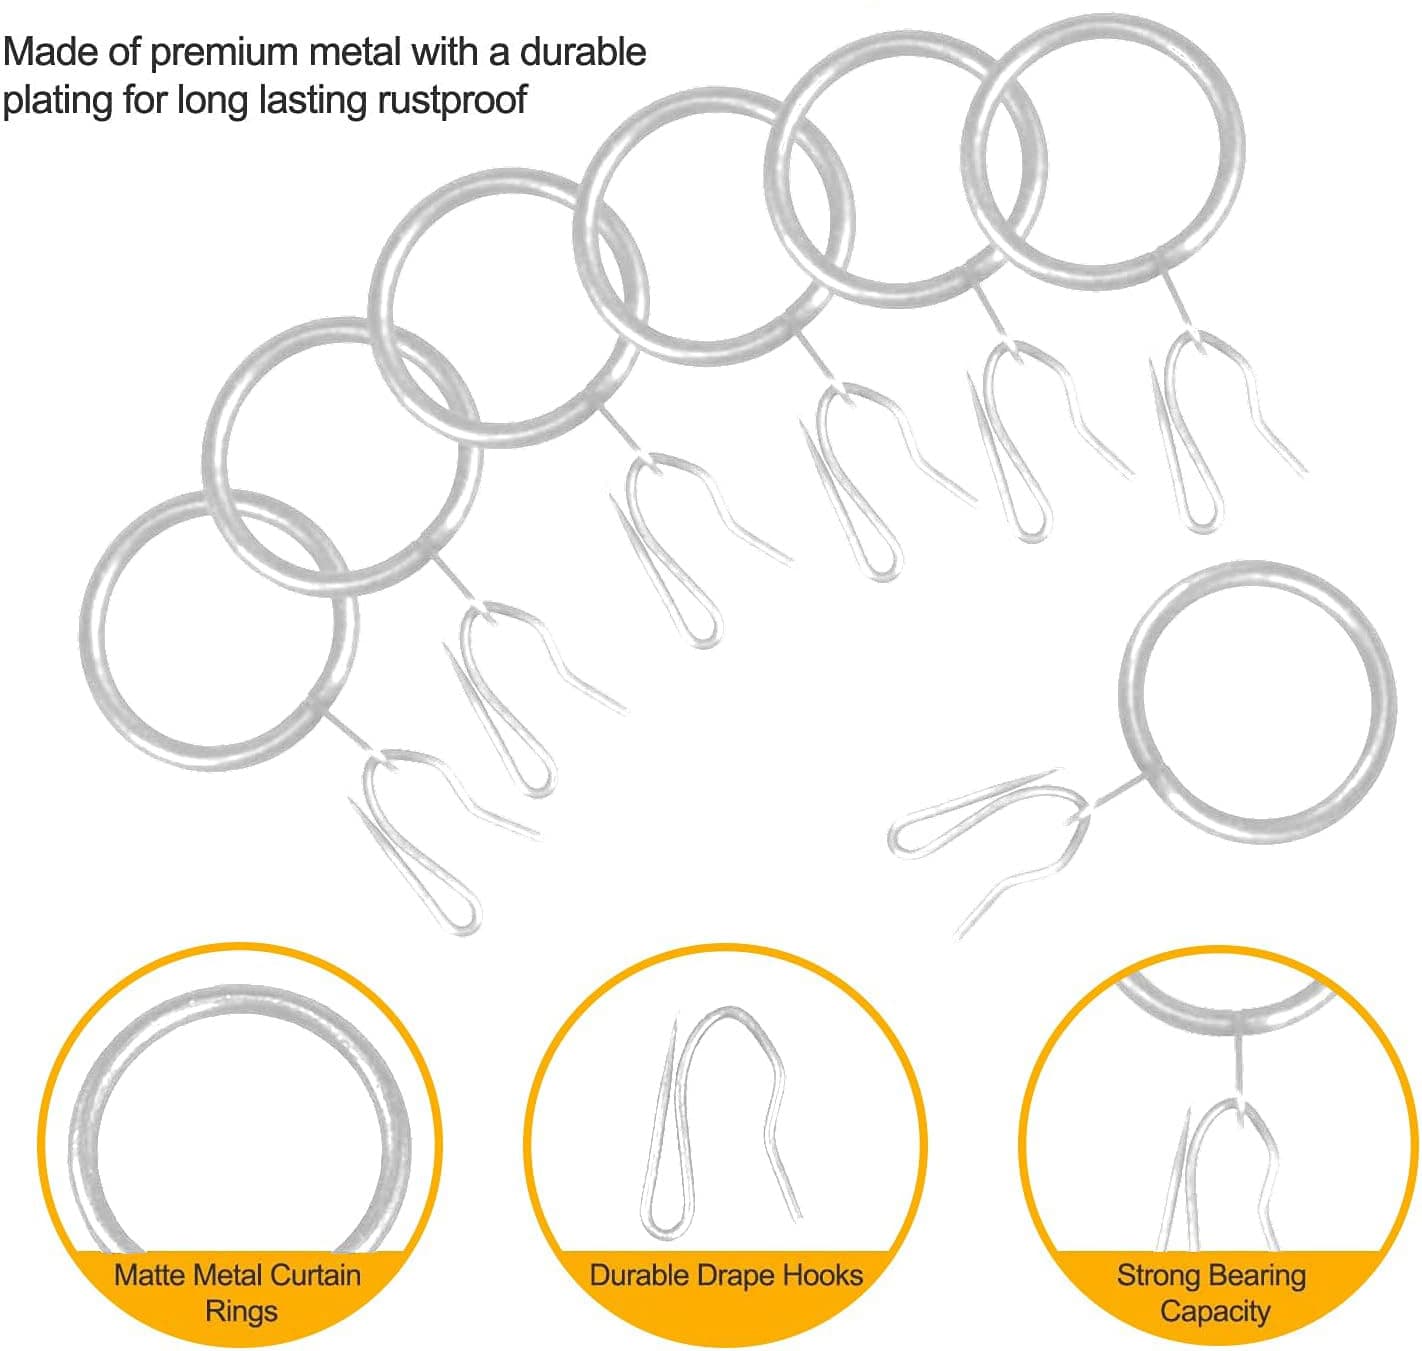 Made of premium metal with a durable
plating for long lasting rustproof
Matte Metal Curtain
Rings
Durable Drape Hooks
Strong Bearing
Capacity